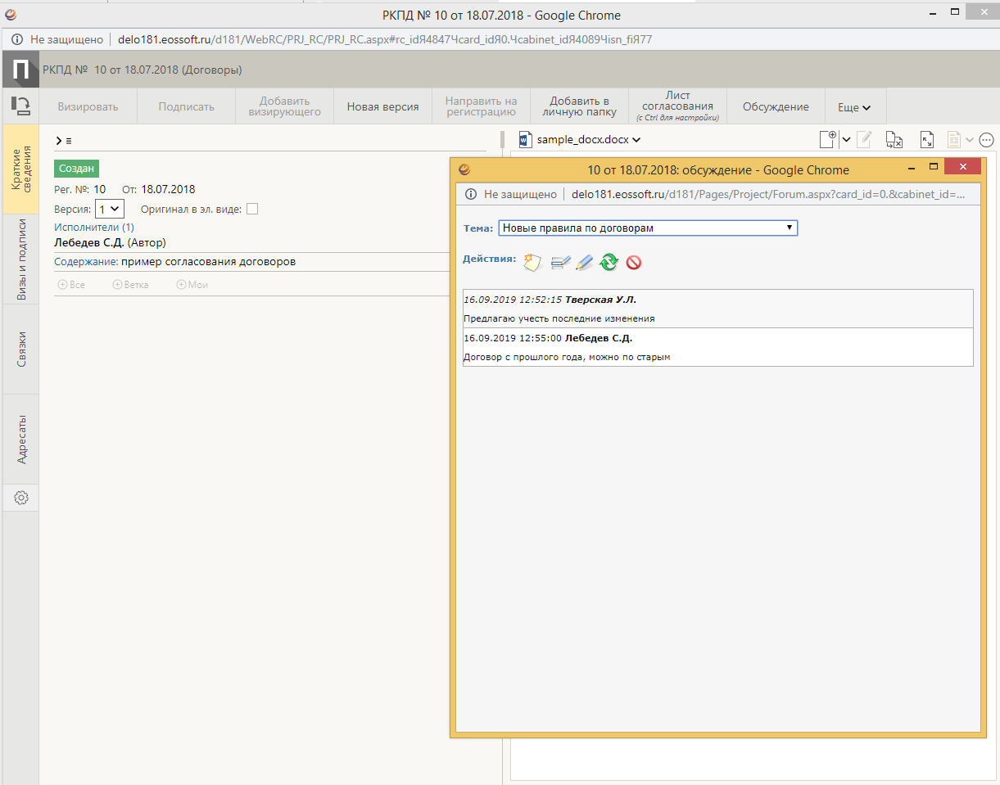 РКПД № 10 от 18.07.2018 - Google Chrome
Не защищено delo181.eossoft.ru/d181/WebRC/PRJ_RC/PRJ_RC.aspx#rc_idЯ4847Чcard_idЯ0.Чcabinet_idЯ4089Чisn_fiЯ77
П РКПД № 10 от 18.07.2018 (Договоры)
Визировать
Подписать
Добавить
визирующего
Новая версия
Направить на
регистрацию
Добавить в
личную папку
Лист
согласования
(с Ctrl для настройки)
Обсуждение
Еще
Краткие
сведения
Визы и подписи
Связки
Адресаты
Создан
Рег. №: 10 От: 18.07.2018
Версия: 1 Оригинал в эл. виде:
Исполнители (1)
Лебедев С.Д. (Автор)
Содержание: пример согласования договоров
Все Ветка Мои
sample_docx.docx
10 от 18.07.2018: обсуждение - Google Chrome
Не защищено delo181.eossoft.ru/d181/Pages/Project/Forum.aspx?card_id=0.&cabinet_id=...
Тема: Новые правила по договорам
Действия:
16.09.2019 12:52:15 Тверская У.Л.
Предлагаю учесть последние изменения
16.09.2019 12:55:00 Лебедев С.Д.
Договор с прошлого года, можно по старым